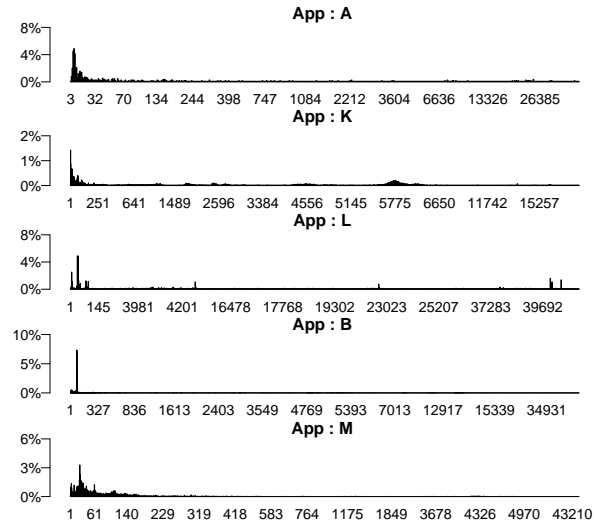 App : A
8%
4%
0%
3 32 70 134 244 398 747 1084 2212 3604 6636 13326 26385
App : K
2%
1%
0%
1 251 641 1489 2596 3384 4556 5145 5775 6650 11742 15257
App : L
8%
4%
0%
1 145 3981 4201 16478 17768 19302 23023 25207 37283 39692
App : B
10%
5%
0%
1 327 836 1613 2403 3549 4769 5393 7013 12917 15339 34931
App : M
6%
3%
0%
1 61 140 229 319 418 583 764 1175 1849 3678 4326 4970 43210